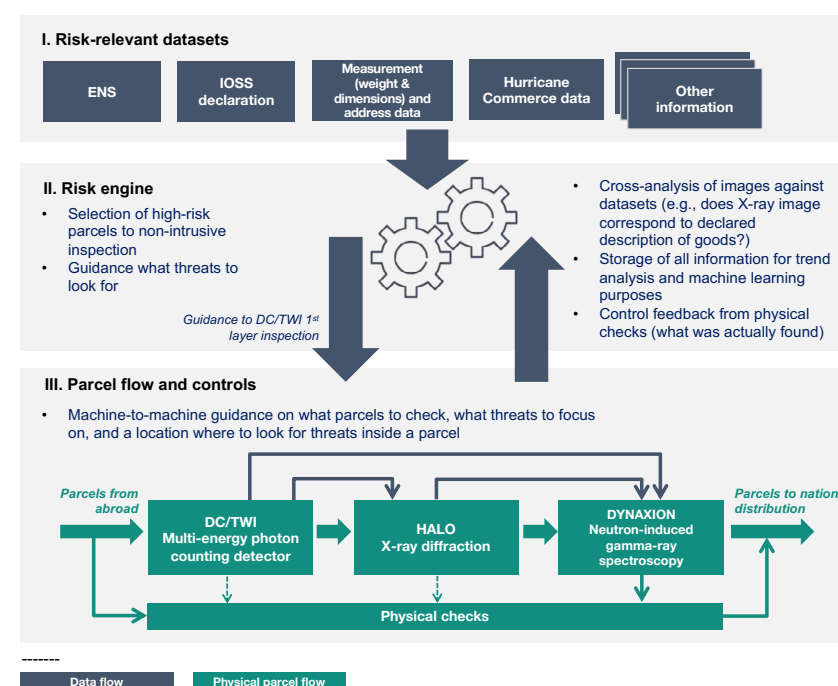 I. Risk-relevant datasets
ENS
IOSS
declaration
Measurement
(weight &
dimensions) and
address data
Hurricane
Commerce data
Other
information
II. Risk engine
• Selection of high-risk
parcels to non-intrusive
inspection
• Guidance what threats to
look for
Guidance to DC/TWI 1st
layer inspection
• Cross-analysis of images against
datasets (e.g., does X-ray image
correspond to declared
description of goods?)
• Storage of all information for trend
analysis and machine learning
purposes
• Control feedback from physical
checks (what was actually found)
III. Parcel flow and controls
• Machine-to-machine guidance on what parcels to check, what threats to focus
on, and a location where to look for threats inside a parcel
Parcels from
abroad
DC/TWI
Multi-energy photon
counting detector
HALO
X-ray diffraction
DYNAXION
Neutron-induced
gamma-ray
spectroscopy
Parcels to nation
distribution
Physical checks
-------
Data flow
Physical parcel flow